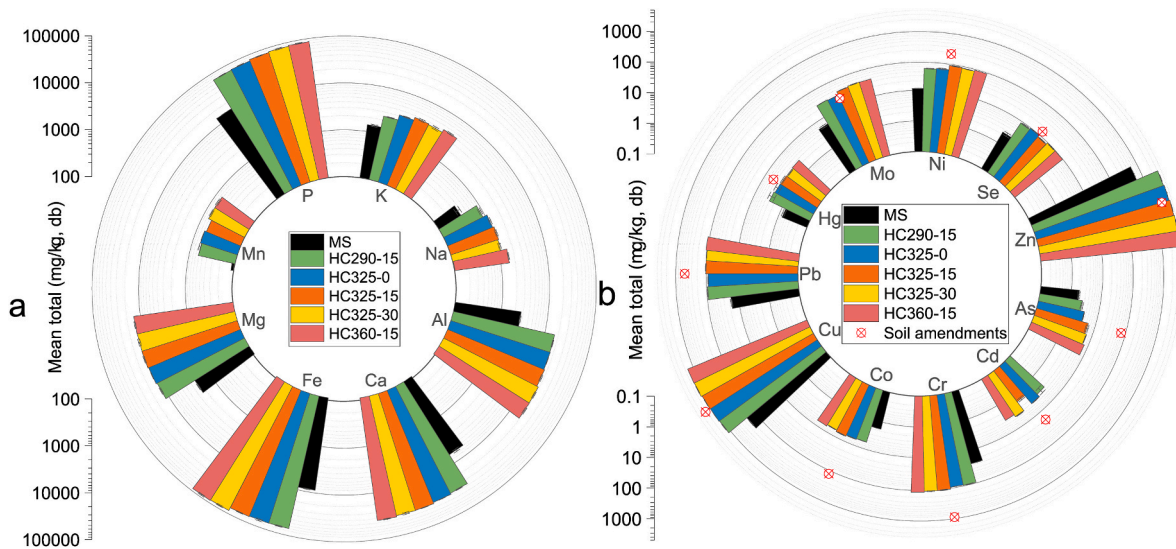 100000
10000
1000
100
Mean total (mg/kg, db)
100
1000
10000
100000
a
P
K
Mn
Na
MS
HC290-15
HC325-0
HC325-15
HC325-30
HC360-15
Mg
Al
Fe
Ca
1000
100
10
1
0.1
Mean total (mg/kg, db)
0.1
1
10
100
1000
b
Mo
Ni
Se
Hg
Zn
MS
HC290-15
HC325-0
HC325-15
HC325-30
HC360-15
Soil amendments
Pb
As
Cu
Cd
Co
Cr